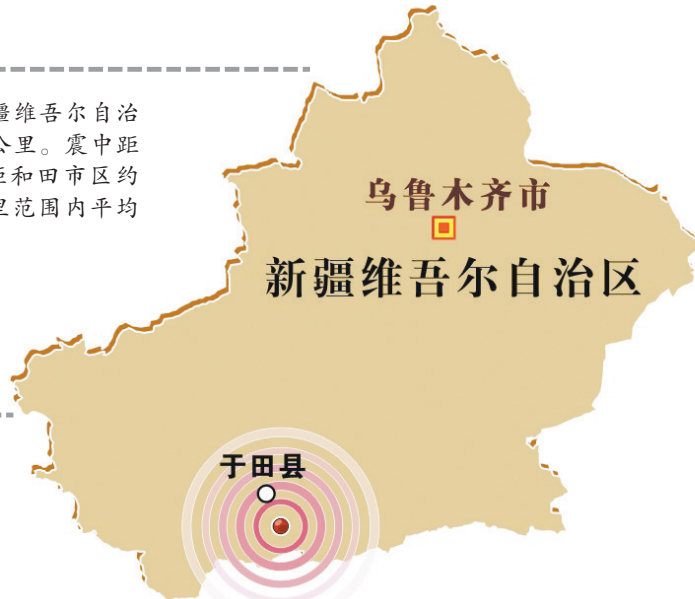 疆维吾尔自治
公里。震中距
距和田市区约
里范围内平均
乌鲁木齐市
新疆维吾尔自治区
于田县